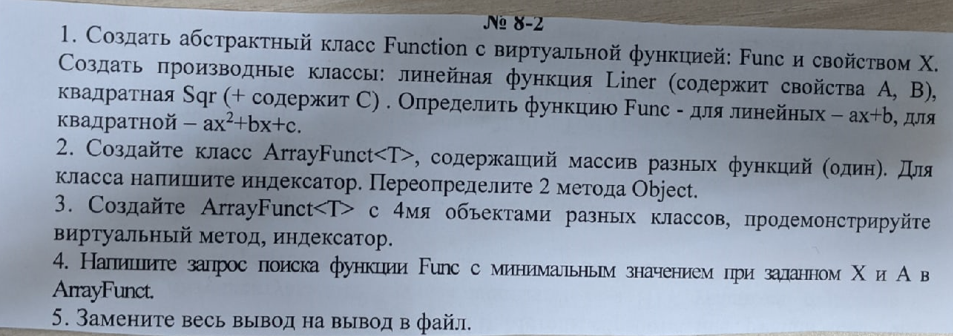 № 8-2
1. Создать абстрактный класс Function с виртуальной функцией: Func и свойством X.
Создать производные классы: линейная функция Liner (содержит свойства A, B),
квадратная Sqr (+ содержит C) . Определить функцию Func - для линейных – ax+b, для
квадратной – ax²+bx+c.
2. Создайте класс ArrayFunct<T>, содержащий массив разных функций (один). Для
класса напишите индексатор. Переопределите 2 метода Object.
3. Создайте ArrayFunct<T> с 4мя объектами разных классов, продемонстрируйте
виртуальный метод, индексатор.
4. Напишите запрос поиска функции Func с минимальным значением при заданном X и A в
ArrayFunct.
5. Замените весь вывод на вывод в файл.